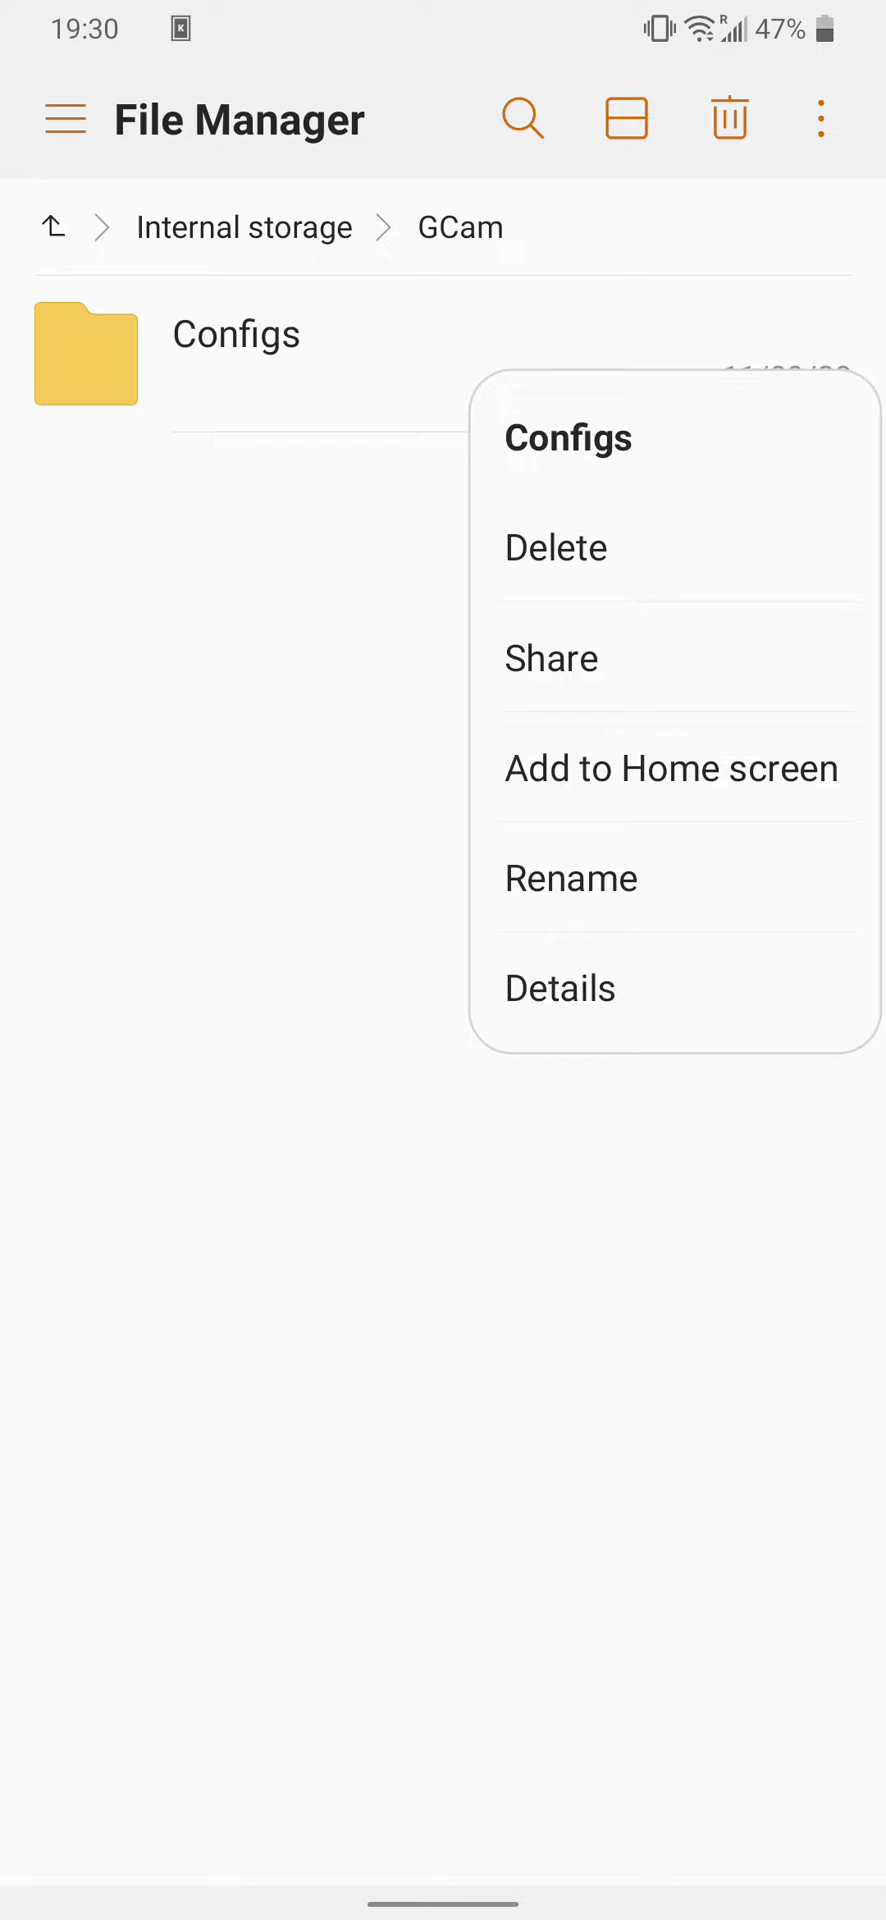 19:30
K
R
47%
File Manager
Internal storage
GCam
Configs
Configs
Delete
Share
Add to Home screen
Rename
Details